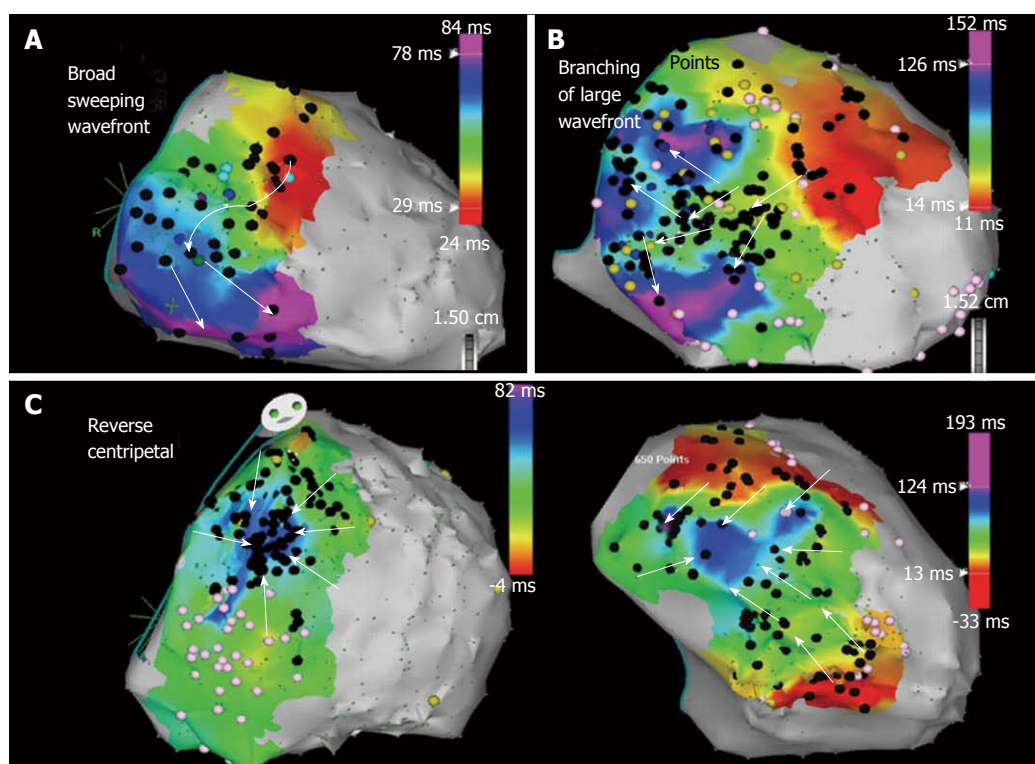 A
Broad
sweeping
wavefront
84 ms
78 ms
29 ms
24 ms
1.50 cm
R
B
Branching
of large
wavefront
Points
152 ms
126 ms
14 ms
11 ms
1.52 cm
C
Reverse
centripetal
82 ms
-4 ms
650 Points
193 ms
124 ms
13 ms
-33 ms